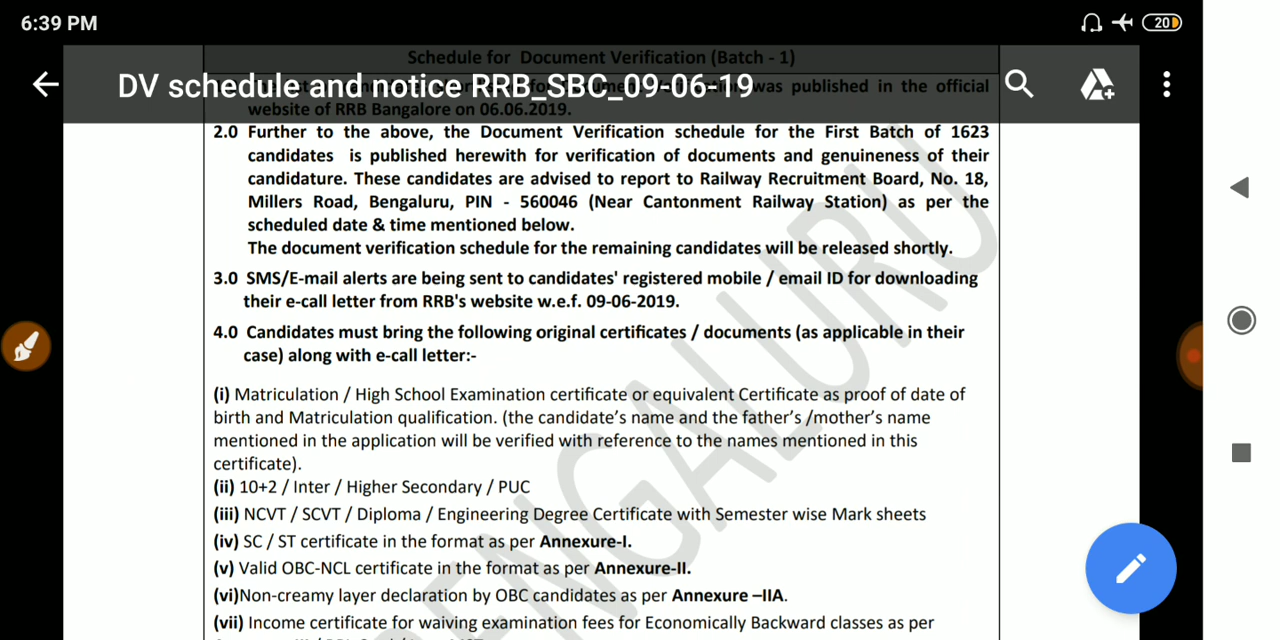 6:39 PM
20
Schedule for Document Verification (Batch - 1)
DV schedule and notice RRB_SBC_09-06-19
was published in the official
website of RRB Bangalore on 06.06.2019.
2.0 Further to the above, the Document Verification schedule for the First Batch of 1623
candidates is published herewith for verification of documents and genuineness of their
candidature. These candidates are advised to report to Railway Recruitment Board, No. 18,
Millers Road, Bengaluru, PIN - 560046 (Near Cantonment Railway Station) as per the
scheduled date & time mentioned below.
The document verification schedule for the remaining candidates will be released shortly.
3.0 SMS/E-mail alerts are being sent to candidates' registered mobile / email ID for downloading
their e-call letter from RRB's website w.e.f. 09-06-2019.
4.0 Candidates must bring the following original certificates / documents (as applicable in their
case) along with e-call letter:-
(i) Matriculation / High School Examination certificate or equivalent Certificate as proof of date of
birth and Matriculation qualification. (the candidate's name and the father's /mother's name
mentioned in the application will be verified with reference to the names mentioned in this
certificate).
(ii) 10+2 / Inter / Higher Secondary / PUC
(iii) NCVT / SCVT / Diploma / Engineering Degree Certificate with Semester wise Mark sheets
(iv) SC / ST certificate in the format as per Annexure-I.
(v) Valid OBC-NCL certificate in the format as per Annexure-II.
(vi)Non-creamy layer declaration by OBC candidates as per Annexure –IIA.
(vii) Income certificate for waiving examination fees for Economically Backward classes as per
ENGALURU